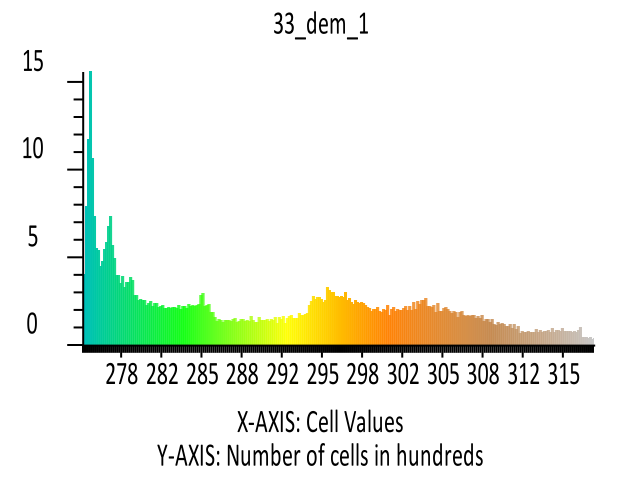 33_dem_1
15
10
5
0
278 282 285 288 292 295 298 302 305 308 312 315
X-AXIS: Cell Values
Y-AXIS: Number of cells in hundreds